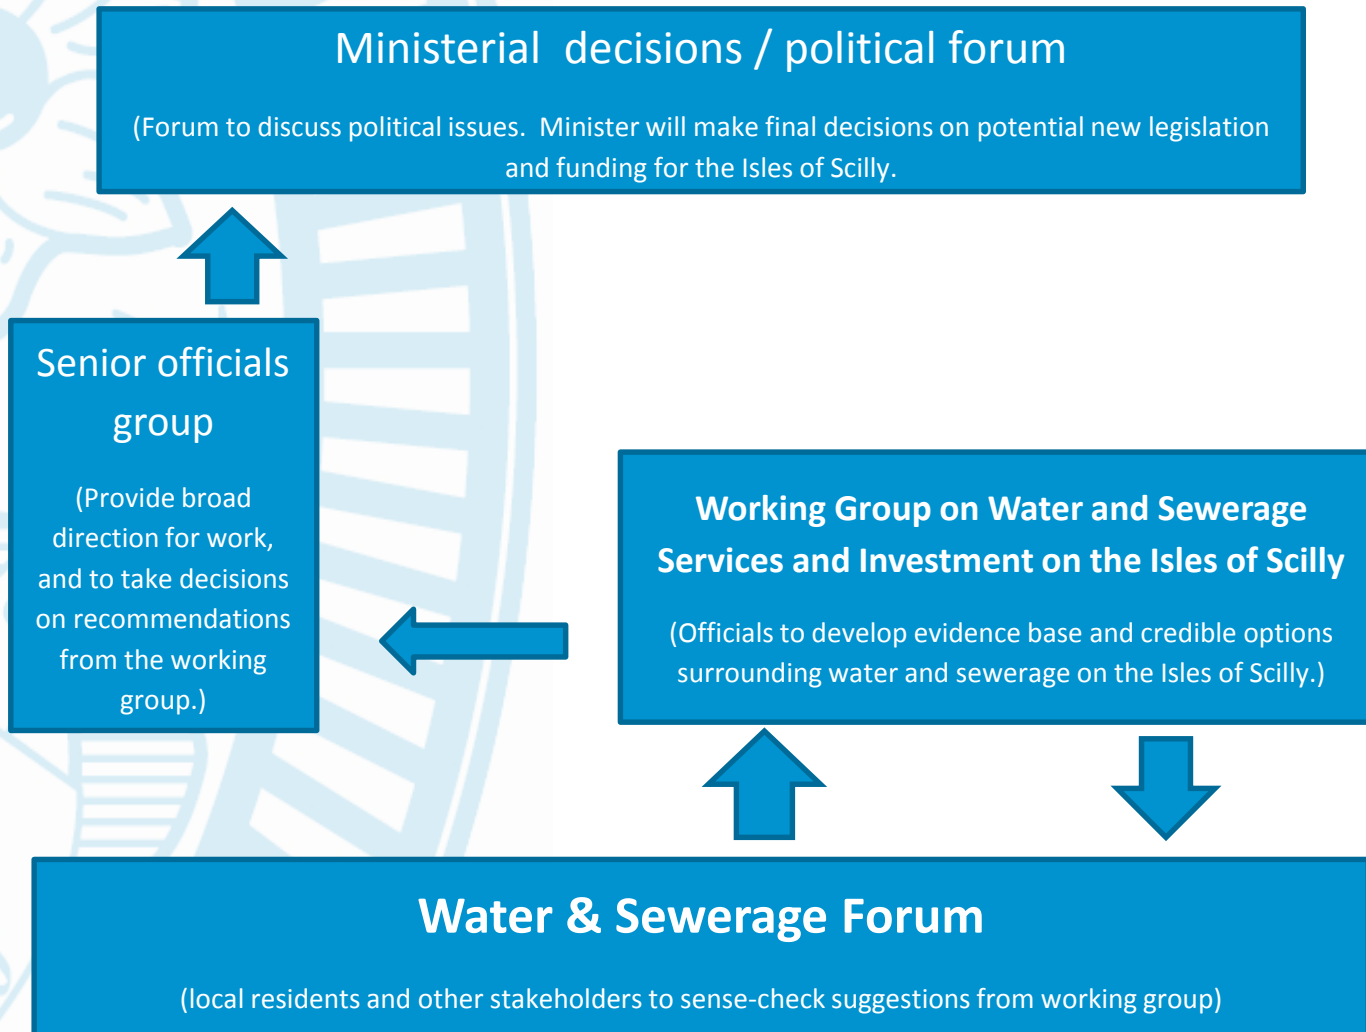 Ministerial  decisions / political forum
(Forum to discuss political issues.  Minister will make final decisions on potential new legislation
and funding for the Isles of Scilly.
Senior officials
group
(Provide broad
direction for work,
and to take decisions
on recommendations
from the working
group.)
Working Group on Water and Sewerage
Services and Investment on the Isles of Scilly
(Officials to develop evidence base and credible options
surrounding water and sewerage on the Isles of Scilly.)
Water & Sewerage Forum
(local residents and other stakeholders to sense-check suggestions from working group)